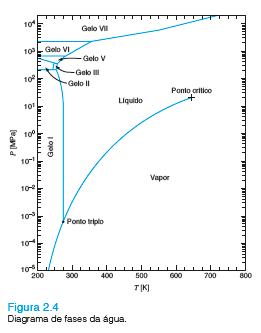 10⁴
10³
10²
10¹
10⁰
10⁻¹
10⁻²
10⁻³
10⁻⁴
10⁻⁵
P [MPa]
Gelo VII
Gelo VI
Gelo V
Gelo III
Gelo II
Gelo I
Líquido
Ponto crítico
Vapor
Ponto triplo
200 300 400 500 600 700 800
T [K]
Figura 2.4
Diagrama de fases da água.